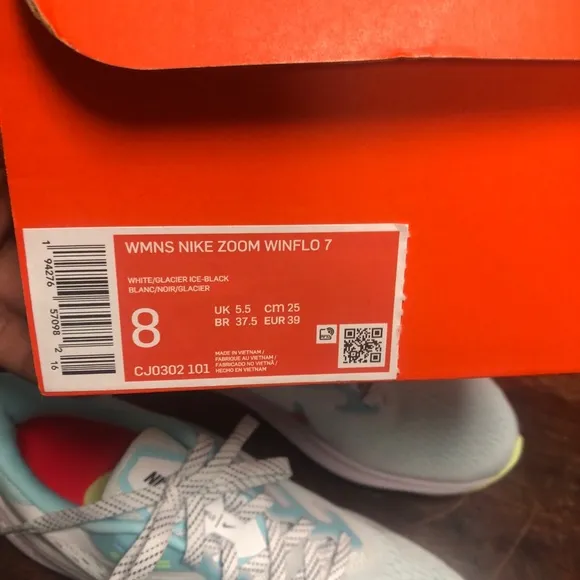 WMNS NIKE ZOOM WINFLO 7
WHITE/GLACIER ICE-BLACK
BLANC/NOIR/GLACIER
8
UK 5.5 cm 25
BR 37.5 EUR 39
CJ0302 101
MADE IN VIETNAM /
FABRIQUÉ AU VIETNAM /
FABRICADO NO VIETNÃ /
HECHO EN VIETNAM
1 94276 57098 2 16